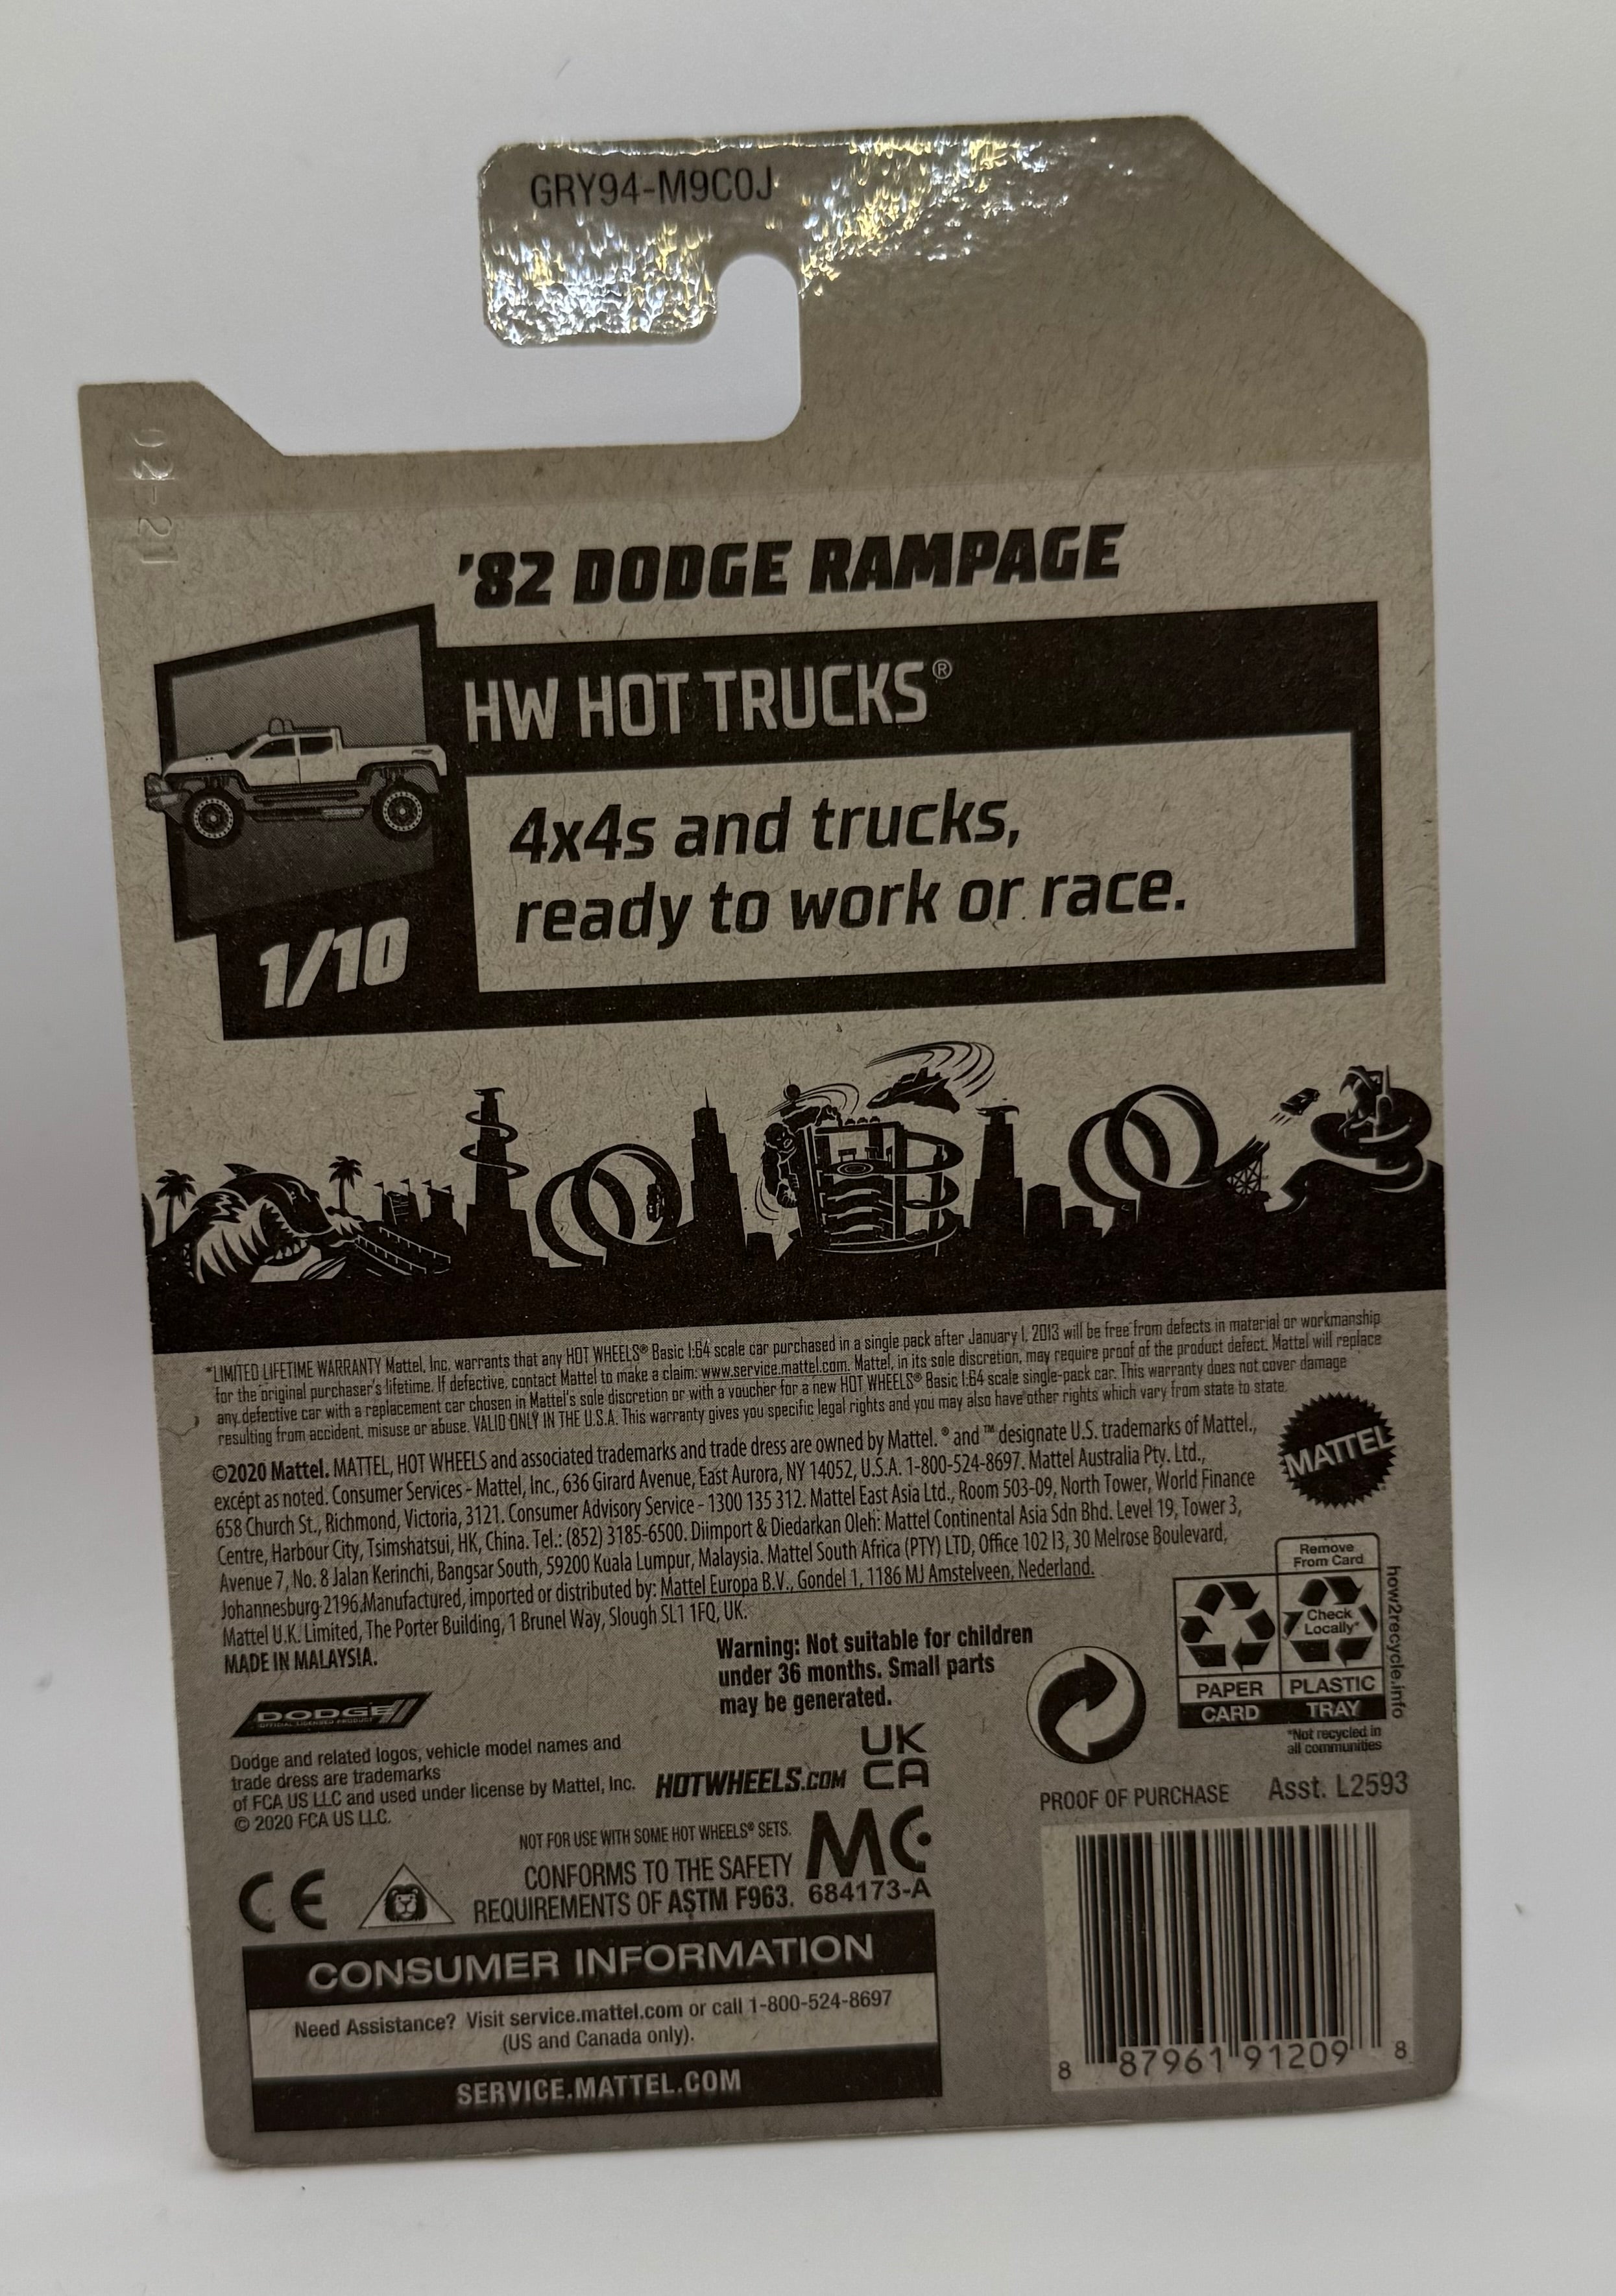 GRY94-M9C0J
02-21
'82 DODGE RAMPAGE
HW HOT TRUCKS®
4x4s and trucks,
ready to work or race.
1/10
*LIMITED LIFETIME WARRANTY Mattel, Inc. warrants that any HOT WHEELS® Basic 1:64 scale car purchased in a single pack after January 1, 2013 will be free from defects in material or workmanship
for the original purchaser's lifetime. If defective, contact Mattel to make a claim: www.service.mattel.com. Mattel, in its sole discretion, may require proof of the product defect. Mattel will replace
any defective car with a replacement car chosen in Mattel's sole discretion or with a voucher for a new HOT WHEELS® Basic 1:64 scale single-pack car. This warranty does not cover damage
resulting from accident, misuse or abuse. VALID ONLY IN THE U.S.A. This warranty gives you specific legal rights and you may also have other rights which vary from state to state.
©2020 Mattel. MATTEL, HOT WHEELS and associated trademarks and trade dress are owned by Mattel. ® and ™ designate U.S. trademarks of Mattel.,
except as noted. Consumer Services - Mattel, Inc., 636 Girard Avenue, East Aurora, NY 14052, U.S.A. 1-800-524-8697. Mattel Australia Pty. Ltd.,
658 Church St., Richmond, Victoria, 3121. Consumer Advisory Service - 1300 135 312. Mattel East Asia Ltd., Room 503-09, North Tower, World Finance
Centre, Harbour City, Tsimshatsui, HK, China. Tel.: (852) 3185-6500. Diimport & Diedarkan Oleh: Mattel Continental Asia Sdn Bhd. Level 19, Tower 3,
Avenue 7, No. 8 Jalan Kerinchi, Bangsar South, 59200 Kuala Lumpur, Malaysia. Mattel South Africa (PTY) LTD, Office 102 I3, 30 Melrose Boulevard,
Johannesburg 2196.Manufactured, imported or distributed by: Mattel Europa B.V., Gondel 1, 1186 MJ Amstelveen, Nederland.
Mattel U.K. Limited, The Porter Building, 1 Brunel Way, Slough SL1 1FQ, UK.
MADE IN MALAYSIA.
MATTEL
Warning: Not suitable for children
under 36 months. Small parts
may be generated.
Remove
From Card
Check
Locally*
PAPER
PLASTIC
CARD
TRAY
how2recycle.info
*Not recycled in
all communities
DODGE
OFFICIAL LICENSED PRODUCT
Dodge and related logos, vehicle model names and
trade dress are trademarks
of FCA US LLC and used under license by Mattel, Inc.
© 2020 FCA US LLC.
HOTWHEELS.COM
UK
CA
PROOF OF PURCHASE
Asst. L2593
NOT FOR USE WITH SOME HOT WHEELS® SETS.
CE
CONFORMS TO THE SAFETY
REQUIREMENTS OF ASTM F963.
MC
684173-A
CONSUMER INFORMATION
Need Assistance? Visit service.mattel.com or call 1-800-524-8697
(US and Canada only).
SERVICE.MATTEL.COM
8 87961 91209 8